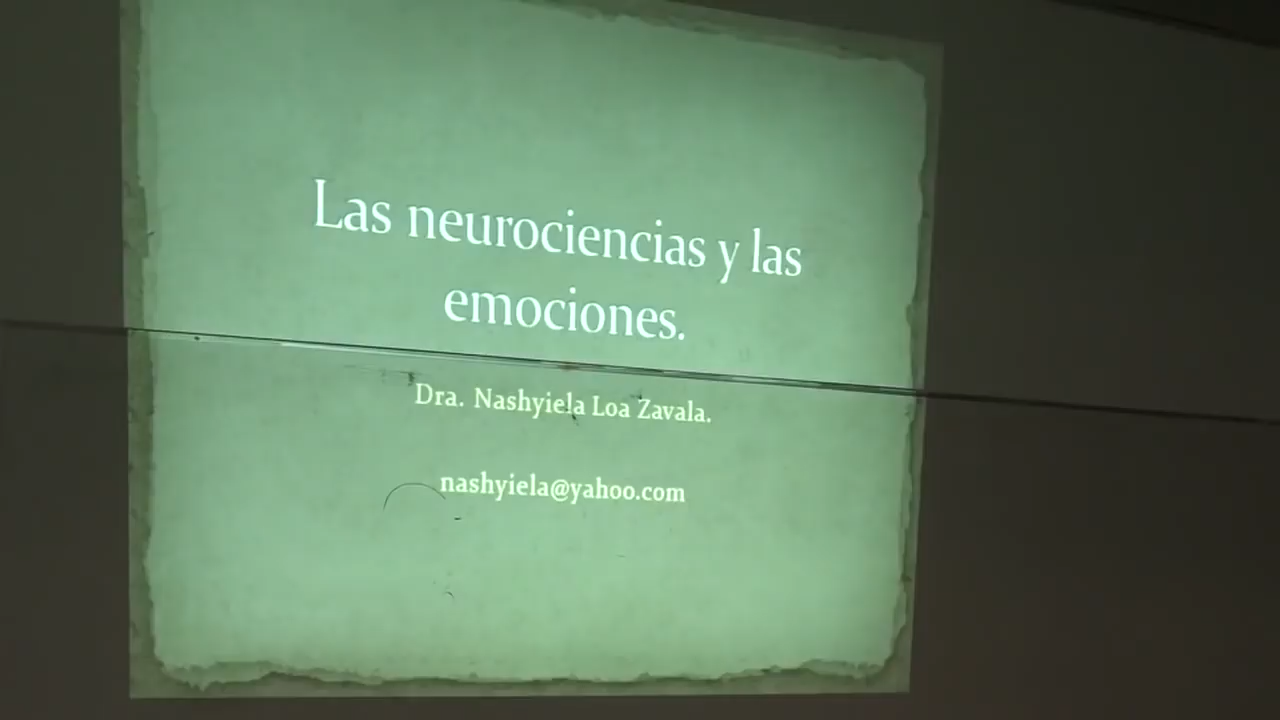 Las neurociencias y las
emociones.
Dra. Nashyiela Loa Zavala.
nashyiela@yahoo.com